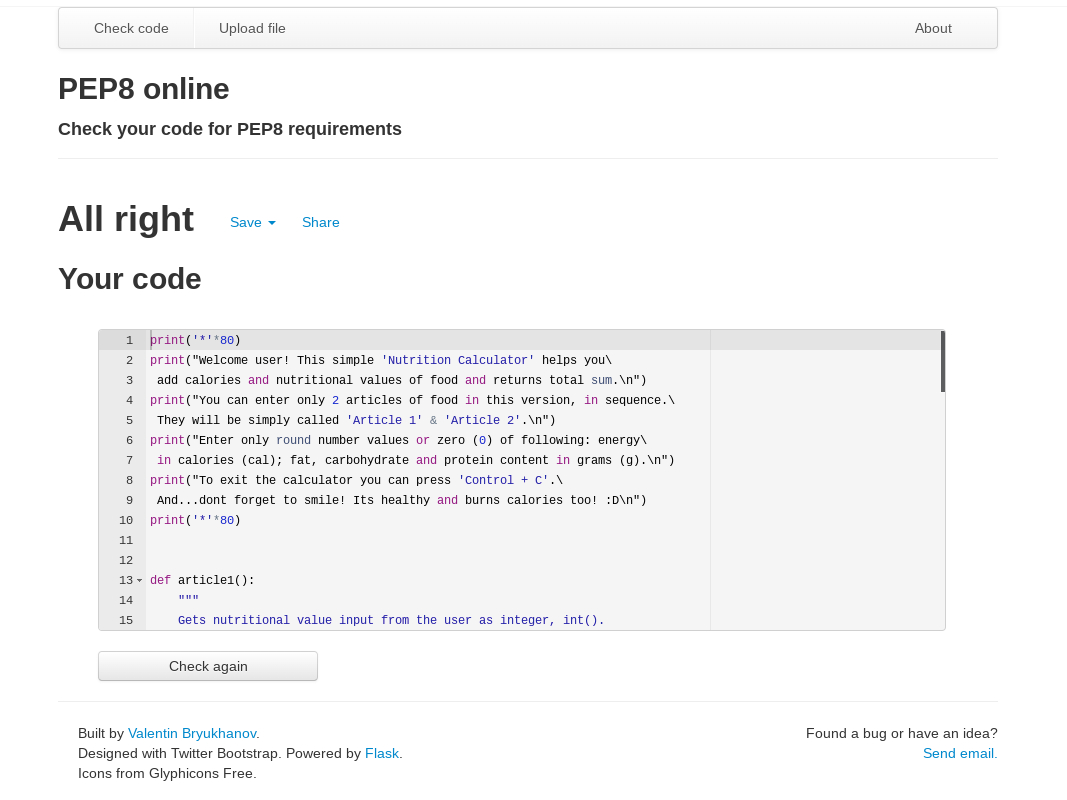 Check code Upload file About
PEP8 online
Check your code for PEP8 requirements
All right Save Share
Your code
1 print('*'*80)
2 print("Welcome user! This simple 'Nutrition Calculator' helps you\
3  add calories and nutritional values of food and returns total sum.\n")
4 print("You can enter only 2 articles of food in this version, in sequence.\
5  They will be simply called 'Article 1' & 'Article 2'.\n")
6 print("Enter only round number values or zero (0) of following: energy\
7  in calories (cal); fat, carbohydrate and protein content in grams (g).\n")
8 print("To exit the calculator you can press 'Control + C'.\
9  And...dont forget to smile! Its healthy and burns calories too! :D\n")
10 print('*'*80)
11
12
13 def article1():
14     """
15     Gets nutritional value input from the user as integer, int().
Check again
Built by Valentin Bryukhanov. Found a bug or have an idea?
Designed with Twitter Bootstrap. Powered by Flask. Send email.
Icons from Glyphicons Free.